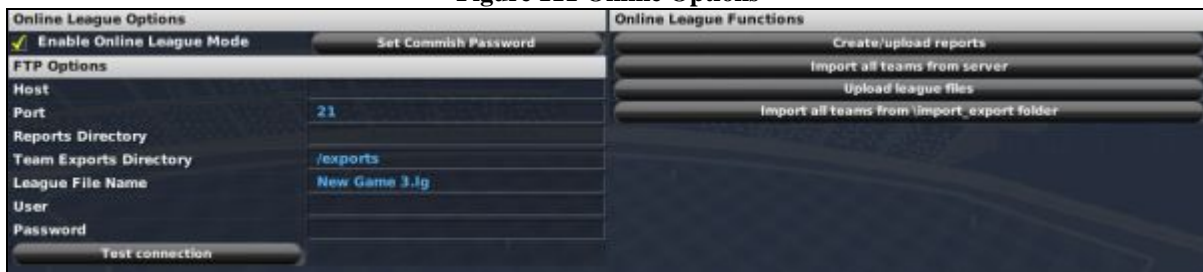 Online League Options
Enable Online League Mode
Set Commish Password
FTP Options
Host
Port 21
Reports Directory
Team Exports Directory /exports
League File Name New Game 3.lg
User
Password
Test connection
Online League Functions
Create/upload reports
Import all teams from server
Upload league files
Import all teams from \import_export folder